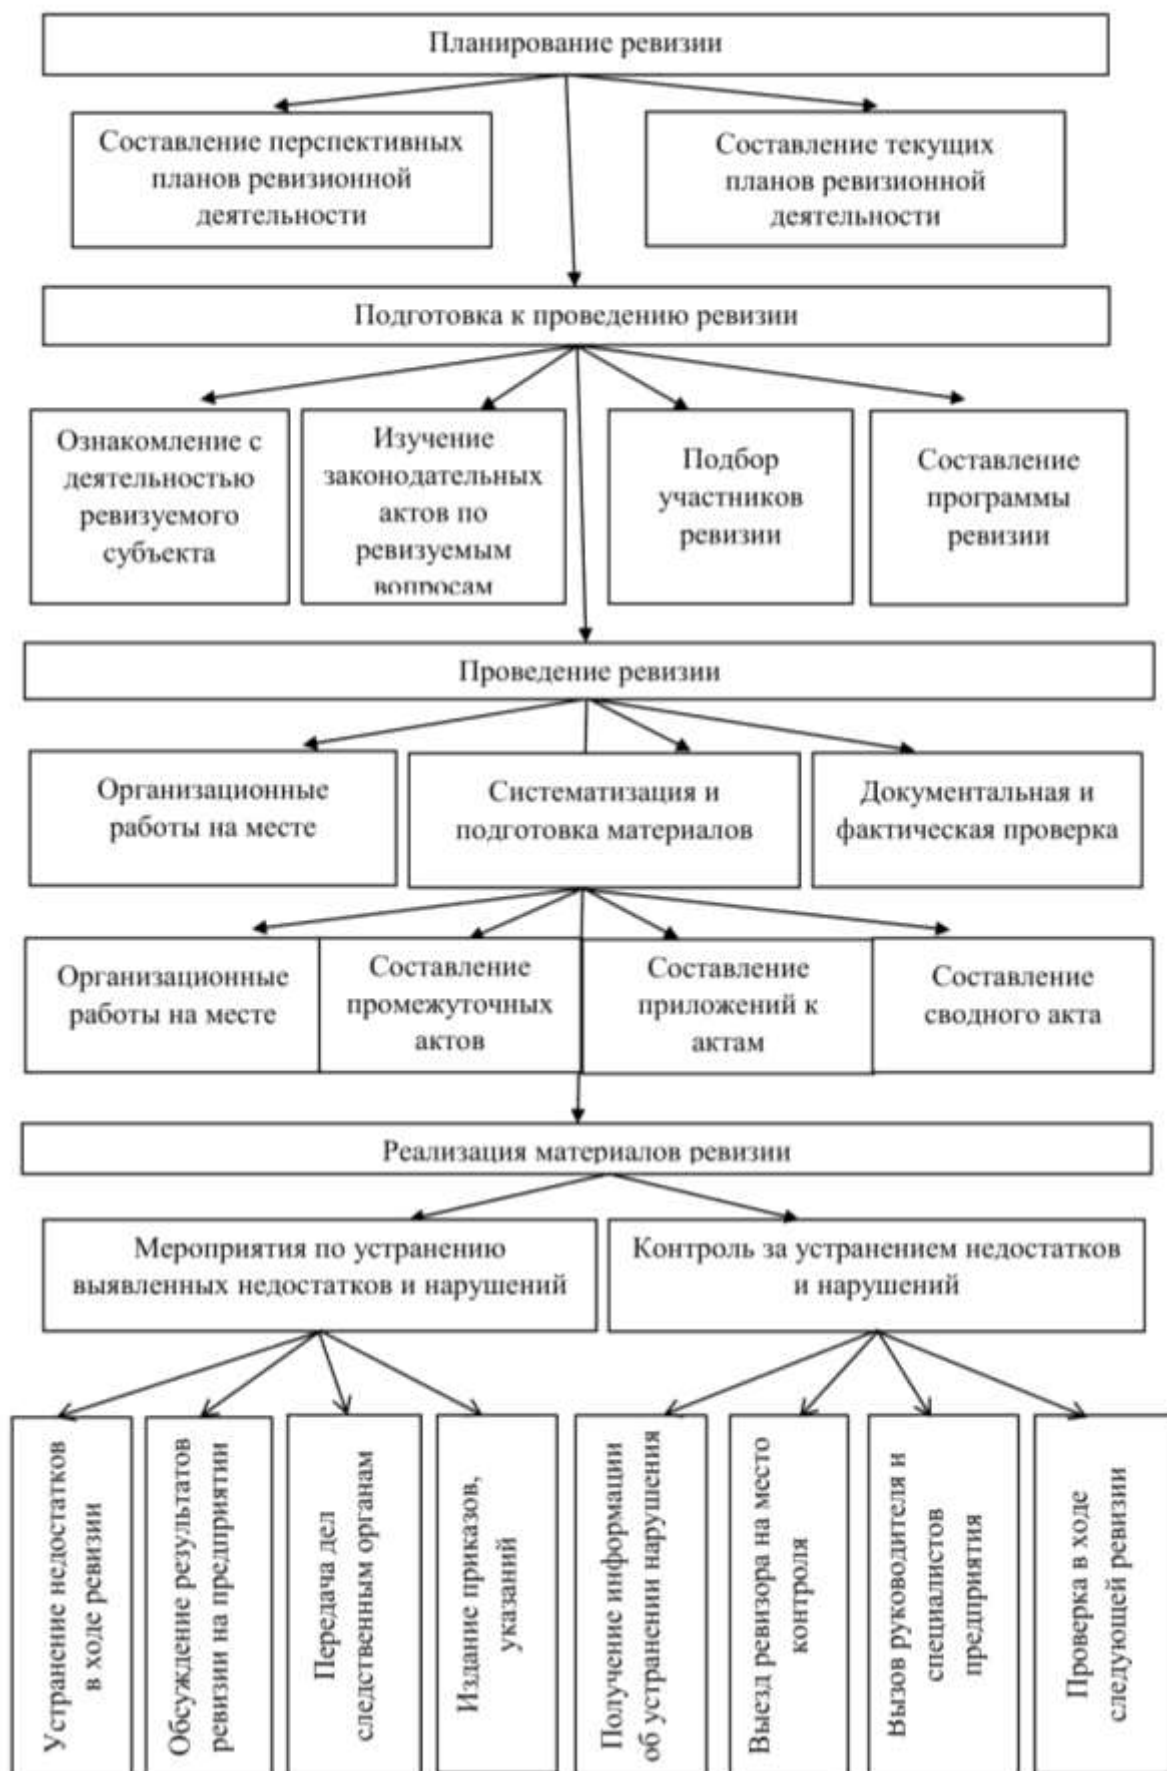 Планирование ревизии
Составление перспективных
планов ревизионной
деятельности
Составление текущих
планов ревизионной
деятельности
Подготовка к проведению ревизии
Ознакомление с
деятельностью
ревизуемого
субъекта
Изучение
законодательных
актов по
ревизуемым
вопросам
Подбор
участников
ревизии
Составление
программы
ревизии
Проведение ревизии
Организационные
работы на месте
Систематизация и
подготовка материалов
Документальная и
фактическая проверка
Организационные
работы на месте
Составление
промежуточных
актов
Составление
приложений к
актам
Составление
сводного акта
Реализация материалов ревизии
Мероприятия по устранению
выявленных недостатков и нарушений
Контроль за устранением недостатков
и нарушений
Устранение недостатков
в ходе ревизии
Обсуждение результатов
ревизии на предприятии
Передача дел
следственным органам
Издание приказов,
указаний
Получение информации
об устранении нарушения
Выезд ревизора на место
контроля
Вызов руководителя и
специалистов
предприятия
Проверка в ходе
следующей ревизии